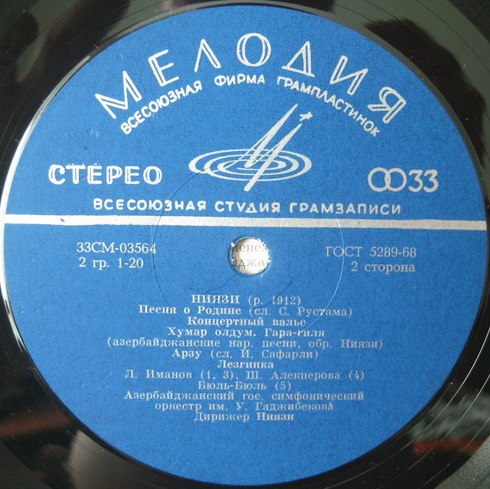 МЕЛОДИЯ
ВСЕСОЮЗНАЯ ФИРМА ГРАМПЛАСТИНОК
СТЕРЕО
33
ВСЕСОЮЗНАЯ СТУДИЯ ГРАМЗАПИСИ
33СМ-03564
2 гр. 1-20
ГОСТ 5289-68
2 сторона
НИЯЗИ (р. 1912)
Песня о Родине (сл. С. Рустама)
Концертный вальс
Хумар олдум. Гара-гиля
(азербайджанские нар. песни, обр. Ниязи)
Арзу (сл. И. Сафарли)
Лезгинка
Л. Иманов (1, 3), Ш. Алекперова (4)
Бюль-Бюль (5)
Азербайджанский гос. симфонический
оркестр им. У. Гаджибекова
Дирижер Ниязи